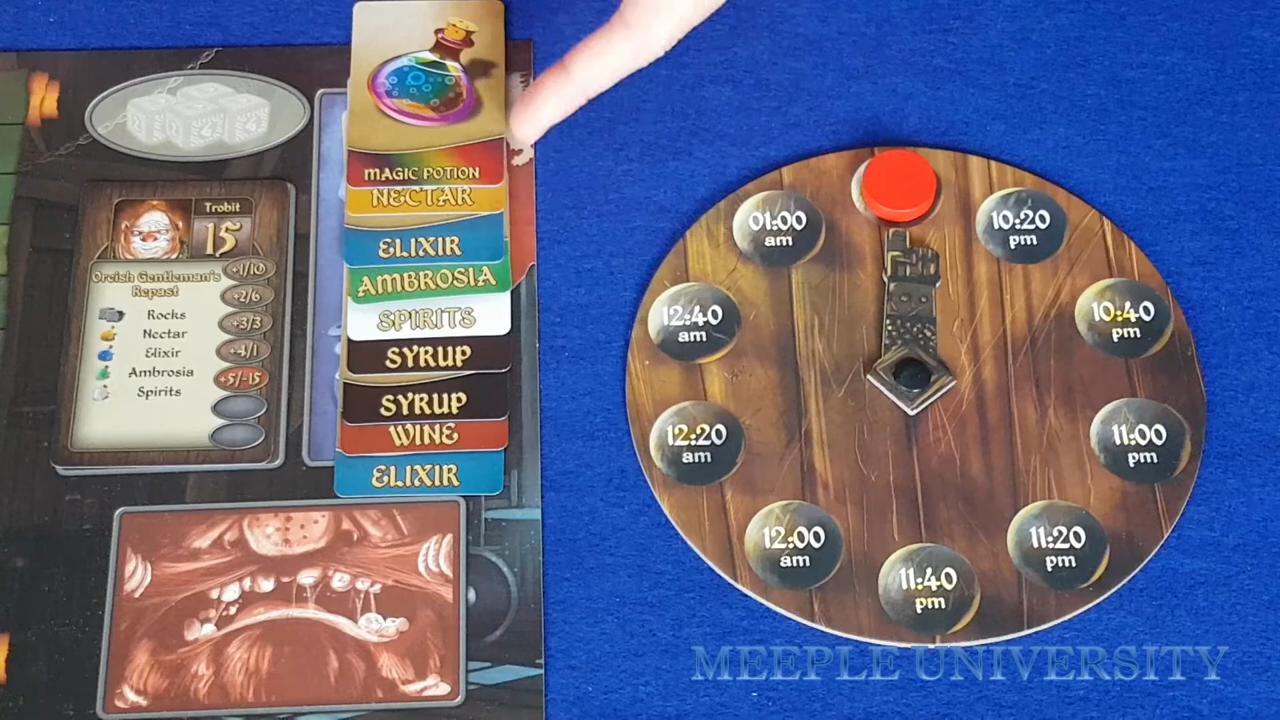 Trobit
15
Orcish Gentleman's
Repast
Rocks
Nectar
Elixir
Ambrosia
Spirits
+1/10
+2/6
+3/3
+4/1
+5/-15
MAGIC POTION
NECTAR
ELIXIR
AMBROSIA
SPIRITS
SYRUP
SYRUP
WINE
ELIXIR
10:20
pm
10:40
pm
11:00
pm
11:20
pm
11:40
pm
12:00
am
12:20
am
12:40
am
01:00
am
MEEPLE UNIVERSITY